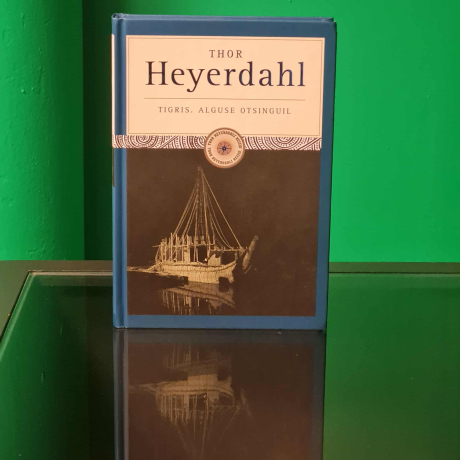 THOR
Heyerdahl
TIGRIS. ALGUSE OTSINGUIL